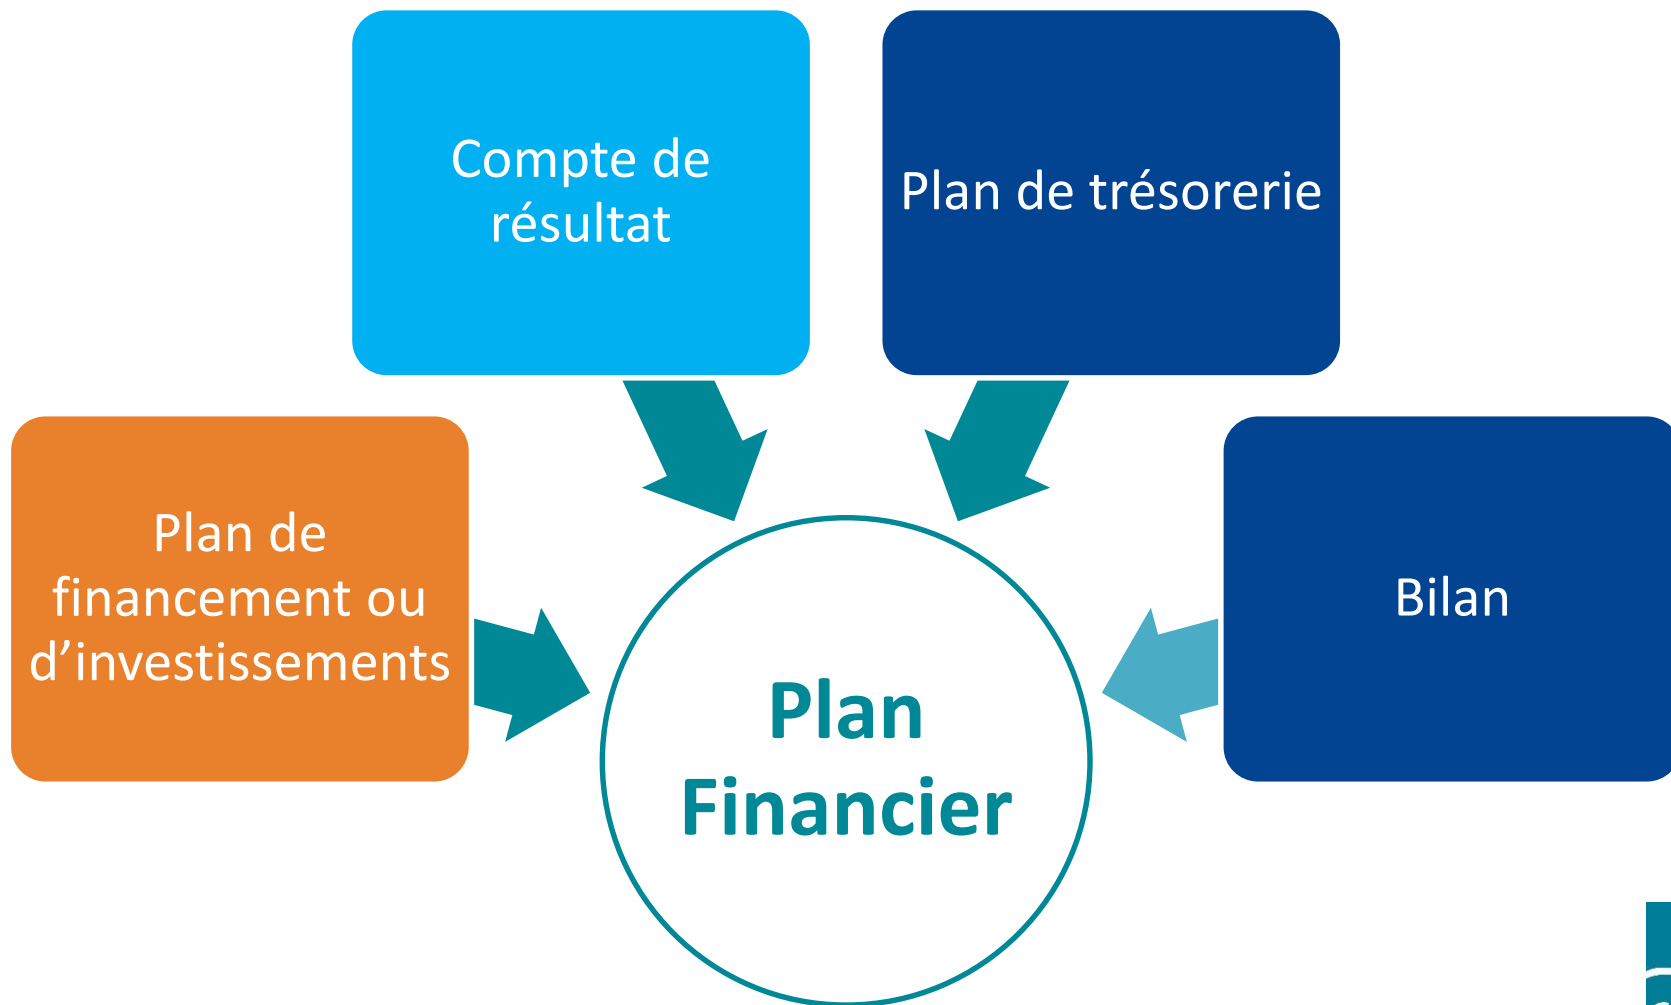 Compte de
résultat
Plan de trésorerie
Plan de
financement ou
d’investissements
Bilan
Plan
Financier